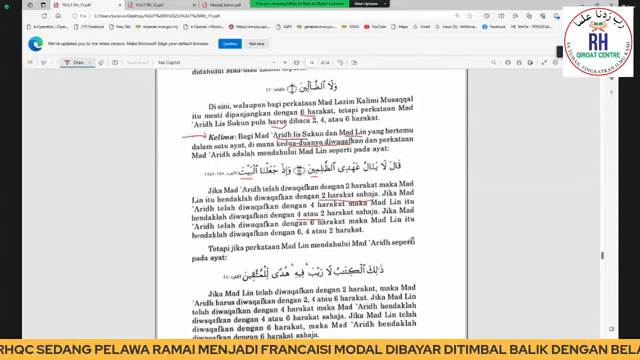 You are viewing
View Options
We now update to the latest version. Make Microsoft Edge your default browser
Confirm
Not now
Draw
Ask Copilot
رب زدنا علما
RH
QIROAT CENTRE
وَلَا الضَّالِّينَ
Di sini, walaupun bagi perkataan Mad Lazim Kalimi Musaqqal
itu mesti dipanjangkan dengan 6 harakat, tetapi perkataan Mad
`Aridh Lis Sukun pula harus dibaca 2, 4, atau 6 harakat.
Kelima: Bagi Mad `Aridh lis Sukun dan Mad Lin yang bertemu
dalam satu ayat, di mana kedua-duanya diwaqafkan dan perkataan
Mad `Aridh adalah mendahului Mad Lin seperti pada ayat:
قَالَ لَا يَنَالُ عَهْدِي الظَّالِمِينَ وَإِذْ جَعَلْنَا الْبَيْتَ
Jika Mad `Aridh telah diwaqafkan dengan 2 harakat maka Mad
Lin itu hendaklah diwaqafkan dengan 2 harakat sahaja. Jika Mad
`Aridh telah diwaqafkan dengan 4 harakat maka Mad Lin itu
hendaklah diwaqafkan dengan 4 atau 2 harakat sahaja. Jika Mad
`Aridh telah diwaqafkan dengan 6 harakat maka Mad Lin itu
hendaklah diwaqafkan dengan 6, 4 atau 2 harakat.
Tetapi jika perkataan Mad Lin mendahului Mad `Aridh seperti
pada ayat:
ذَٰلِكَ الْكِتَابُ لَا رَيْبَ فِيهِ هُدًى لِّلْمُتَّقِينَ
Jika Mad Lin telah diwaqafkan dengan 2 harakat, maka Mad
`Aridh harus diwaqafkan dengan 2, 4 atau 6 harakat. Jika Mad Lin
telah diwaqafkan dengan 4 harakat maka Mad `Aridh hendaklah
diwaqafkan dengan 4 atau 6 harakat sahaja. Jika Mad Lin telah
diwaqafkan dengan 6 harakat, maka Mad `Aridh hendaklah
diwaqafkan dengan 6 harakat sahaja.
RHQC SEDANG PELAWA RAMAI MENJADI FRANCAISI MODAL DIBAYAR DITIMBAL BALIK DENGAN BEL